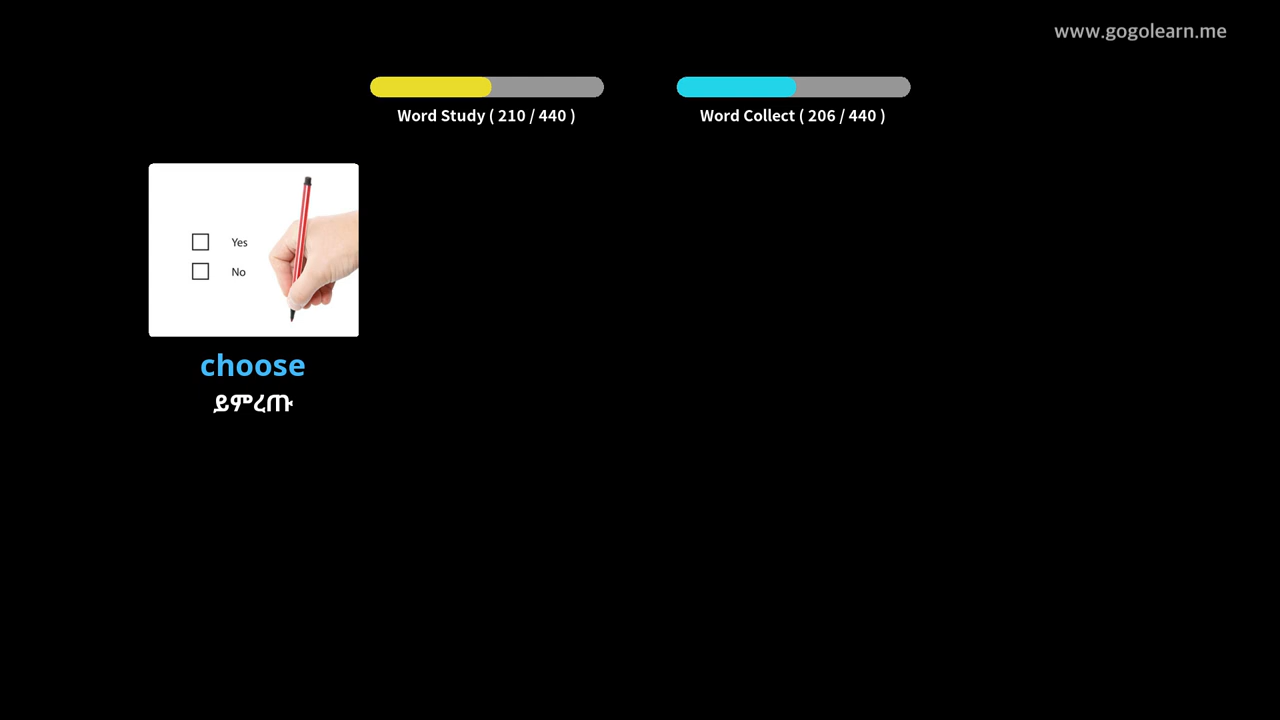 www.gogolearn.me
Word Study ( 210 / 440 )
Word Collect ( 206 / 440 )
Yes
No
choose
ይምረጡ